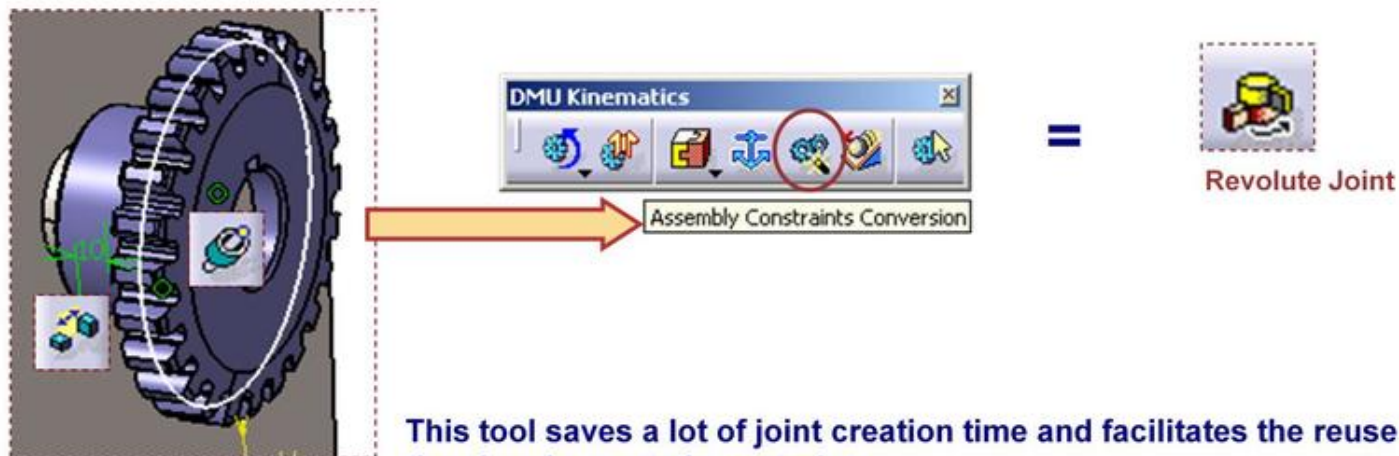 DMU Kinematics
=
Revolute Joint
Assembly Constraints Conversion
10
This tool saves a lot of joint creation time and facilitates the reuse